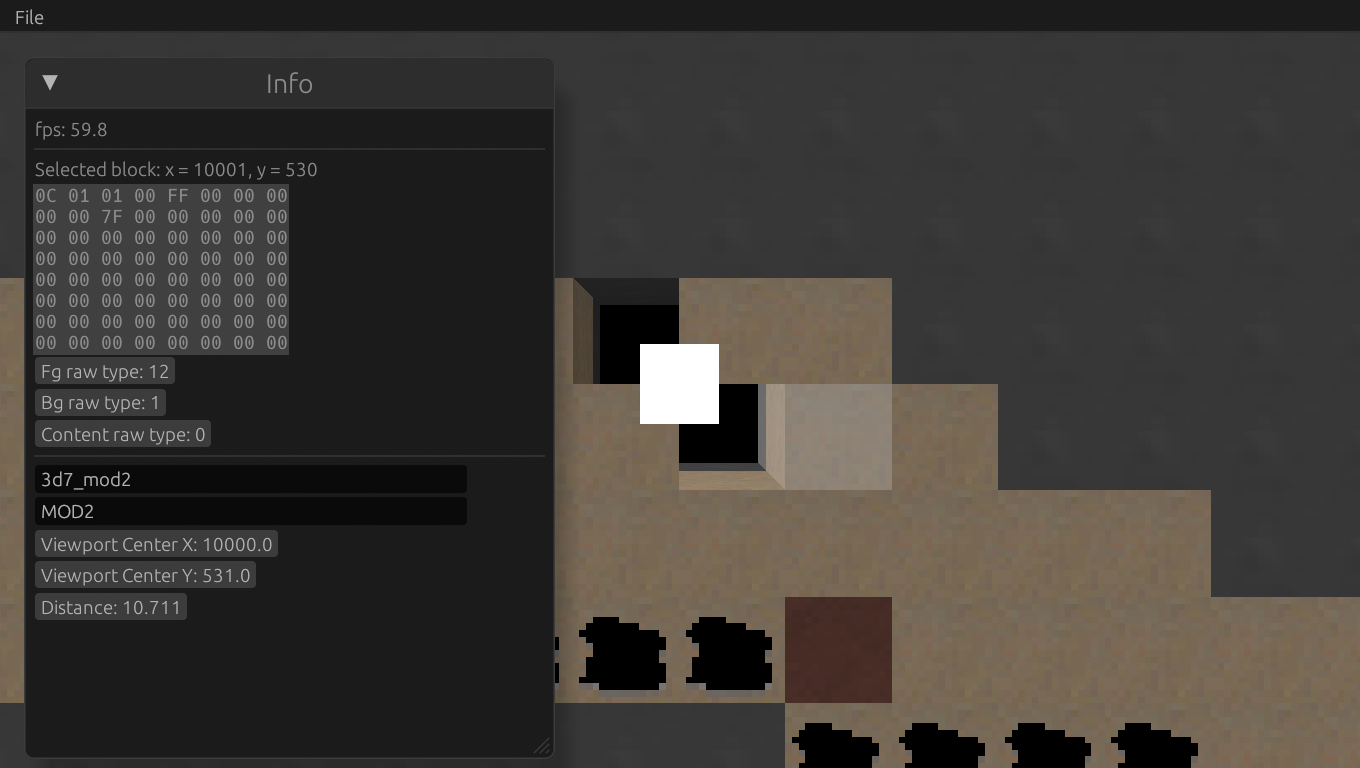 File
Info
fps: 59.8
Selected block: x = 10001, y = 530
0C 01 01 00 FF 00 00 00
00 00 7F 00 00 00 00 00
00 00 00 00 00 00 00 00
00 00 00 00 00 00 00 00
00 00 00 00 00 00 00 00
00 00 00 00 00 00 00 00
00 00 00 00 00 00 00 00
00 00 00 00 00 00 00 00
Fg raw type: 12
Bg raw type: 1
Content raw type: 0
3d7_mod2
MOD2
Viewport Center X: 10000.0
Viewport Center Y: 531.0
Distance: 10.711